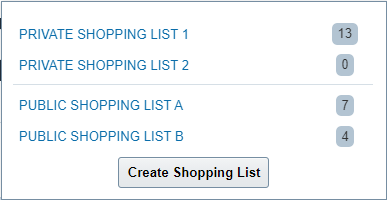 PRIVATE SHOPPING LIST 1 13
PRIVATE SHOPPING LIST 2 0
PUBLIC SHOPPING LIST A 7
PUBLIC SHOPPING LIST B 4
Create Shopping List